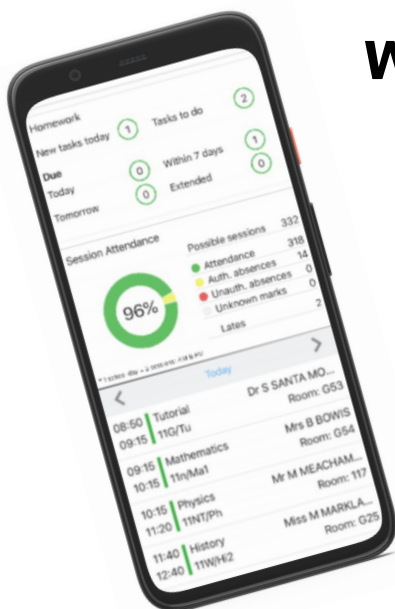 W
Homework
New tasks today 1 Tasks to do 2
Due
Today 0 Within 7 days 1
Tomorrow 0 Extended 0
Session Attendance
Possible sessions 332
Attendance 318
Auth. absences 14
Unauth. absences 0
Unknown marks 0
Lates 2
96%
Today
08:50 Tutorial Dr S SANTA MO...
09:15 11G/Tu Room: G53
09:15 Mathematics Mrs B BOWIS
10:15 11n/Ma1 Room: G54
10:15 Physics Mr M MEACHAM...
11:20 11NT/Ph Room: 117
11:40 History Miss M MARKLA...
12:40 11W/Hi2 Room: G25